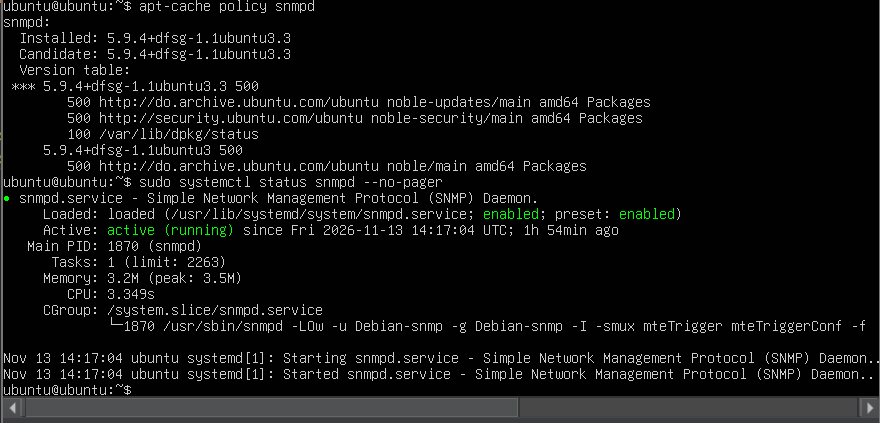 ubuntu@ubuntu:~$ apt-cache policy snmpd
snmpd:
  Installed: 5.9.4+dfsg-1.1ubuntu3.3
  Candidate: 5.9.4+dfsg-1.1ubuntu3.3
  Version table:
 *** 5.9.4+dfsg-1.1ubuntu3.3 500
        500 http://do.archive.ubuntu.com/ubuntu noble-updates/main amd64 Packages
        500 http://security.ubuntu.com/ubuntu noble-security/main amd64 Packages
        100 /var/lib/dpkg/status
     5.9.4+dfsg-1.1ubuntu3 500
        500 http://do.archive.ubuntu.com/ubuntu noble/main amd64 Packages
ubuntu@ubuntu:~$ sudo systemctl status snmpd --no-pager
● snmpd.service - Simple Network Management Protocol (SNMP) Daemon.
     Loaded: loaded (/usr/lib/systemd/system/snmpd.service; enabled; preset: enabled)
     Active: active (running) since Fri 2026-11-13 14:17:04 UTC; 1h 54min ago
   Main PID: 1870 (snmpd)
      Tasks: 1 (limit: 2263)
     Memory: 3.2M (peak: 3.5M)
        CPU: 3.349s
     CGroup: /system.slice/snmpd.service
             └─1870 /usr/sbin/snmpd -LOw -u Debian-snmp -g Debian-snmp -I -smux mteTrigger mteTriggerConf -f

Nov 13 14:17:04 ubuntu systemd[1]: Starting snmpd.service - Simple Network Management Protocol (SNMP) Daemon..
Nov 13 14:17:04 ubuntu systemd[1]: Started snmpd.service - Simple Network Management Protocol (SNMP) Daemon..
ubuntu@ubuntu:~$